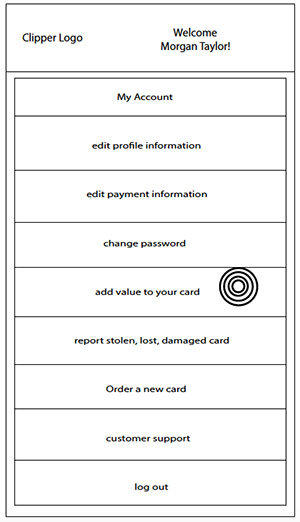 Clipper Logo
Welcome
Morgan Taylor!
My Account
edit profile information
edit payment information
change password
add value to your card
report stolen, lost, damaged card
Order a new card
customer support
log out